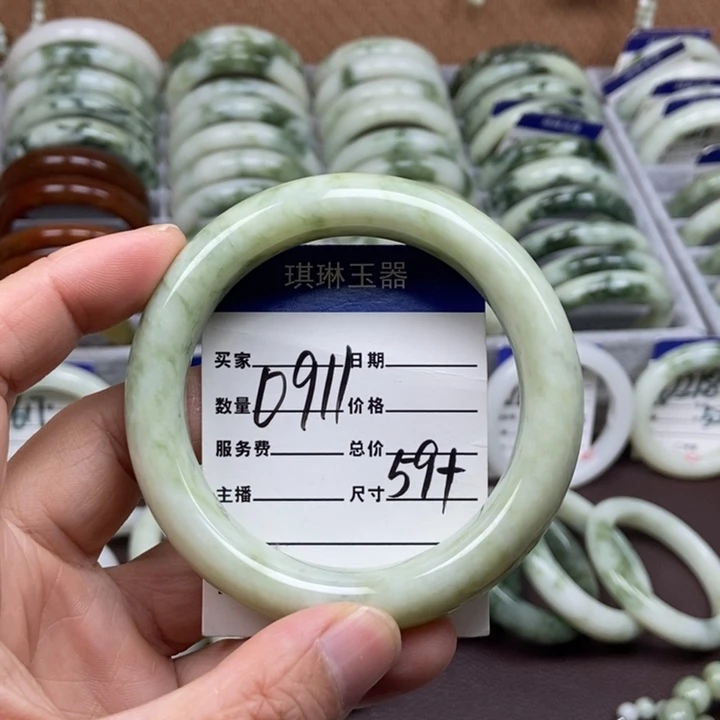 琪琳玉器
买家 日期
D911
数量 价格
服务费 总价
59+
主播 尺寸